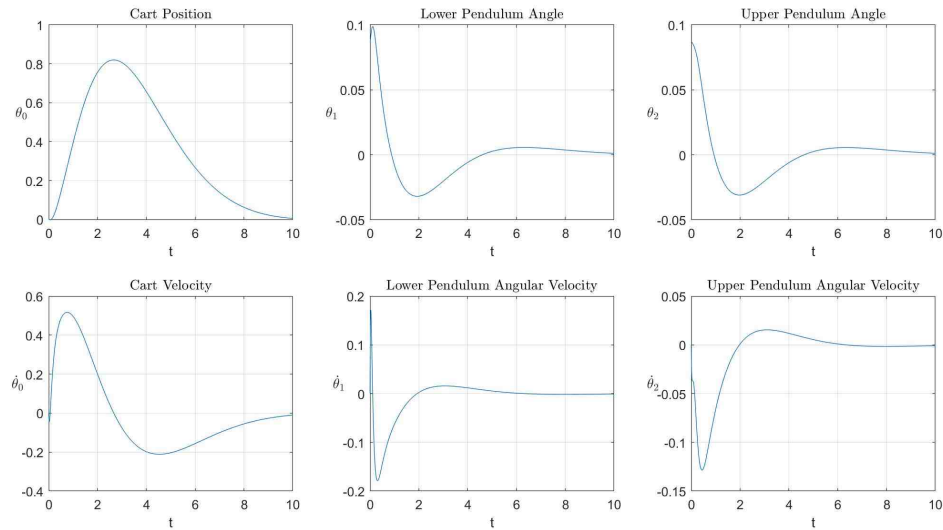 Cart Position
1
0.8
0.6
θ₀
0.4
0.2
0
0 2 4 6 8 10
t
Lower Pendulum Angle
0.1
0.05
θ₁
0
-0.05
0 2 4 6 8 10
t
Upper Pendulum Angle
0.1
0.05
θ₂
0
-0.05
0 2 4 6 8 10
t
Cart Velocity
0.6
0.4
0.2
θ̇₀
0
-0.2
-0.4
0 2 4 6 8 10
t
Lower Pendulum Angular Velocity
0.2
0.1
θ̇₁
0
-0.1
-0.2
0 2 4 6 8 10
t
Upper Pendulum Angular Velocity
0.05
0
θ̇₂
-0.05
-0.1
-0.15
0 2 4 6 8 10
t